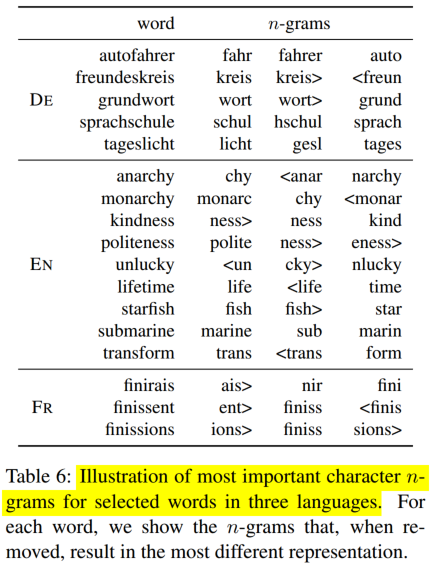 word n-grams
autofahrer fahr fahrer auto
freundeskreis kreis kreis> <freun
DE grundwort wort wort> grund
sprachschule schul hschul sprach
tageslicht licht gesl tages
anarchy chy <anar narchy
monarchy monarc chy <monar
kindness ness> ness kind
politeness polite ness> eness>
EN unlucky <un cky> nlucky
lifetime life <life time
starfish fish fish> star
submarine marine sub marin
transform trans <trans form
finirais ais> nir fini
FR finissent ent> finiss <finis
finissions ions> finiss sions>
Table 6: Illustration of most important character n-
grams for selected words in three languages. For
each word, we show the n-grams that, when re-
moved, result in the most different representation.